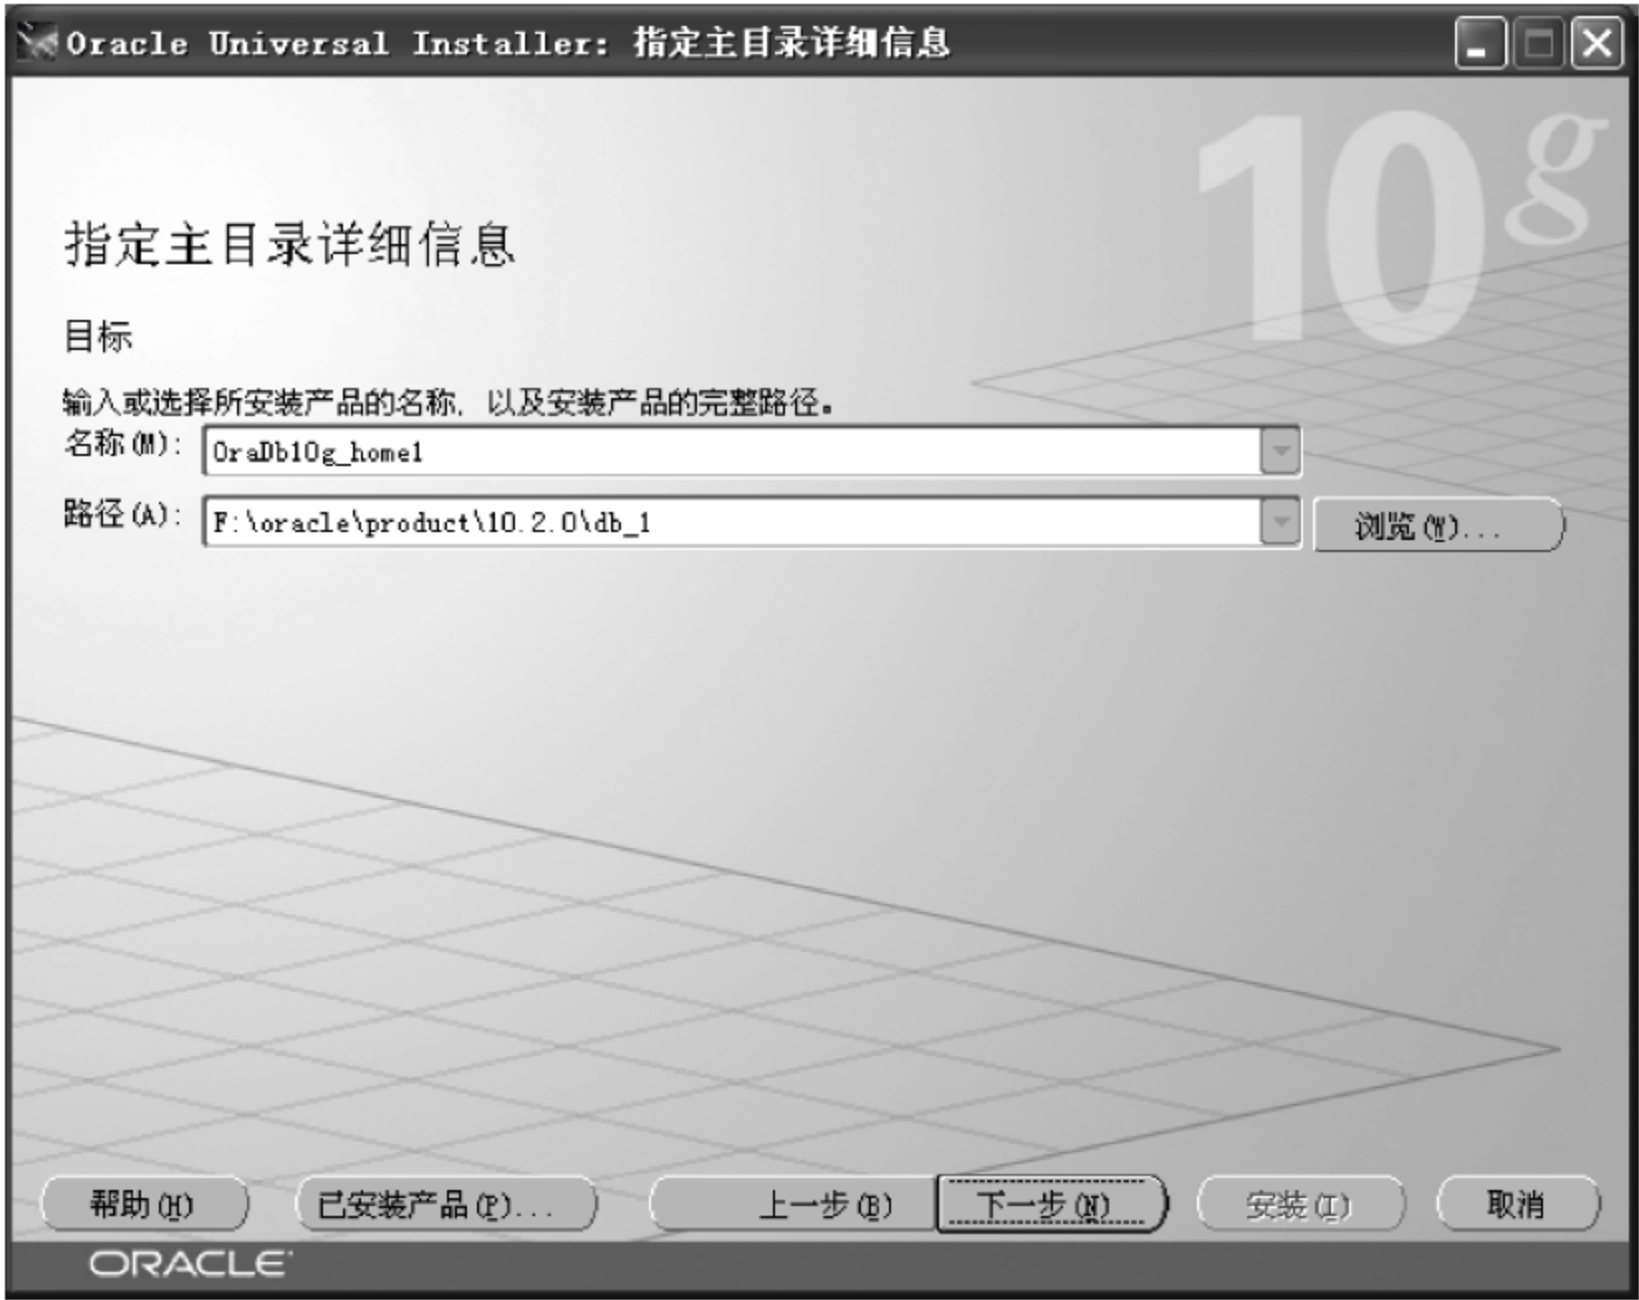 Oracle Universal Installer: 指定主目录详细信息
10g
指定主目录详细信息
目标
输入或选择所安装产品的名称, 以及安装产品的完整路径。
名称(M): OraDb10g_home1
路径(A): F:\oracle\product\10.2.0\db_1 浏览(W)...
帮助(H) 已安装产品(P)... 上一步(B) 下一步(N) 安装(I) 取消
ORACLE